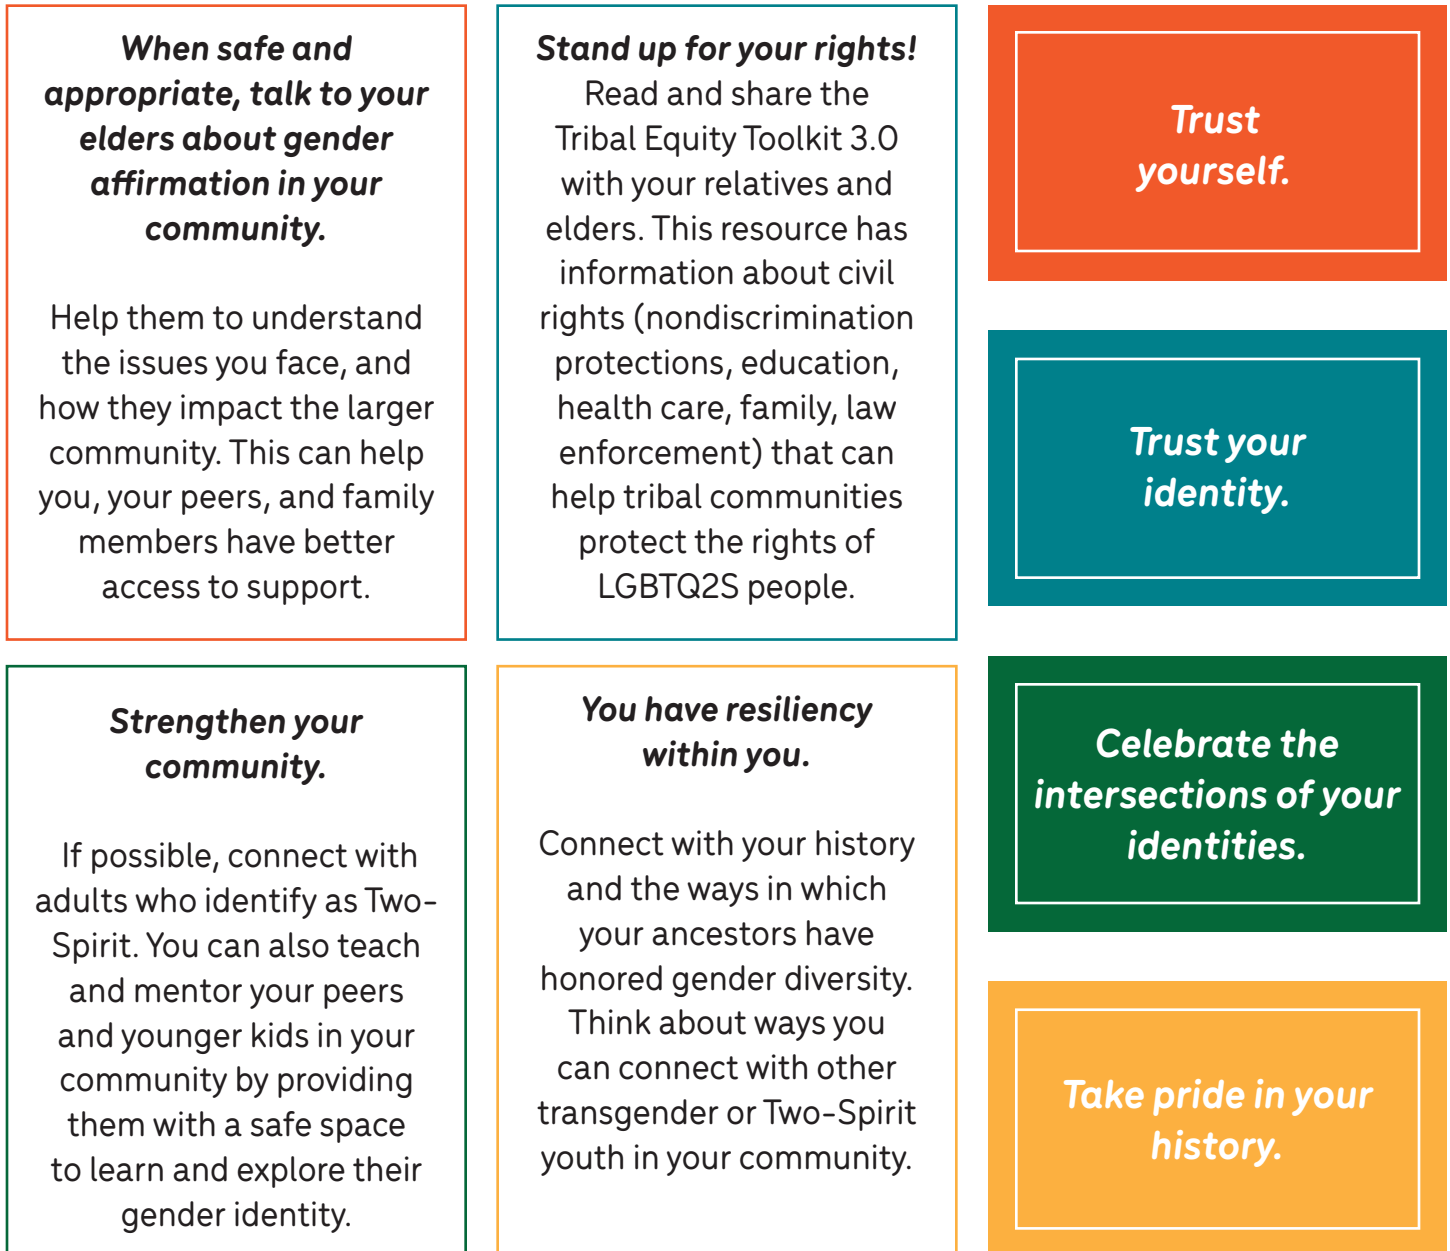 When safe and
appropriate, talk to your
elders about gender
affirmation in your
community.
Help them to understand
the issues you face, and
how they impact the larger
community. This can help
you, your peers, and family
members have better
access to support.
Stand up for your rights!
Read and share the
Tribal Equity Toolkit 3.0
with your relatives and
elders. This resource has
information about civil
rights (nondiscrimination
protections, education,
health care, family, law
enforcement) that can
help tribal communities
protect the rights of
LGBTQ2S people.
Strengthen your
community.
If possible, connect with
adults who identify as Two-
Spirit. You can also teach
and mentor your peers
and younger kids in your
community by providing
them with a safe space
to learn and explore their
gender identity.
You have resiliency
within you.
Connect with your history
and the ways in which
your ancestors have
honored gender diversity.
Think about ways you
can connect with other
transgender or Two-Spirit
youth in your community.
Trust
yourself.
Trust your
identity.
Celebrate the
intersections of your
identities.
Take pride in your
history.